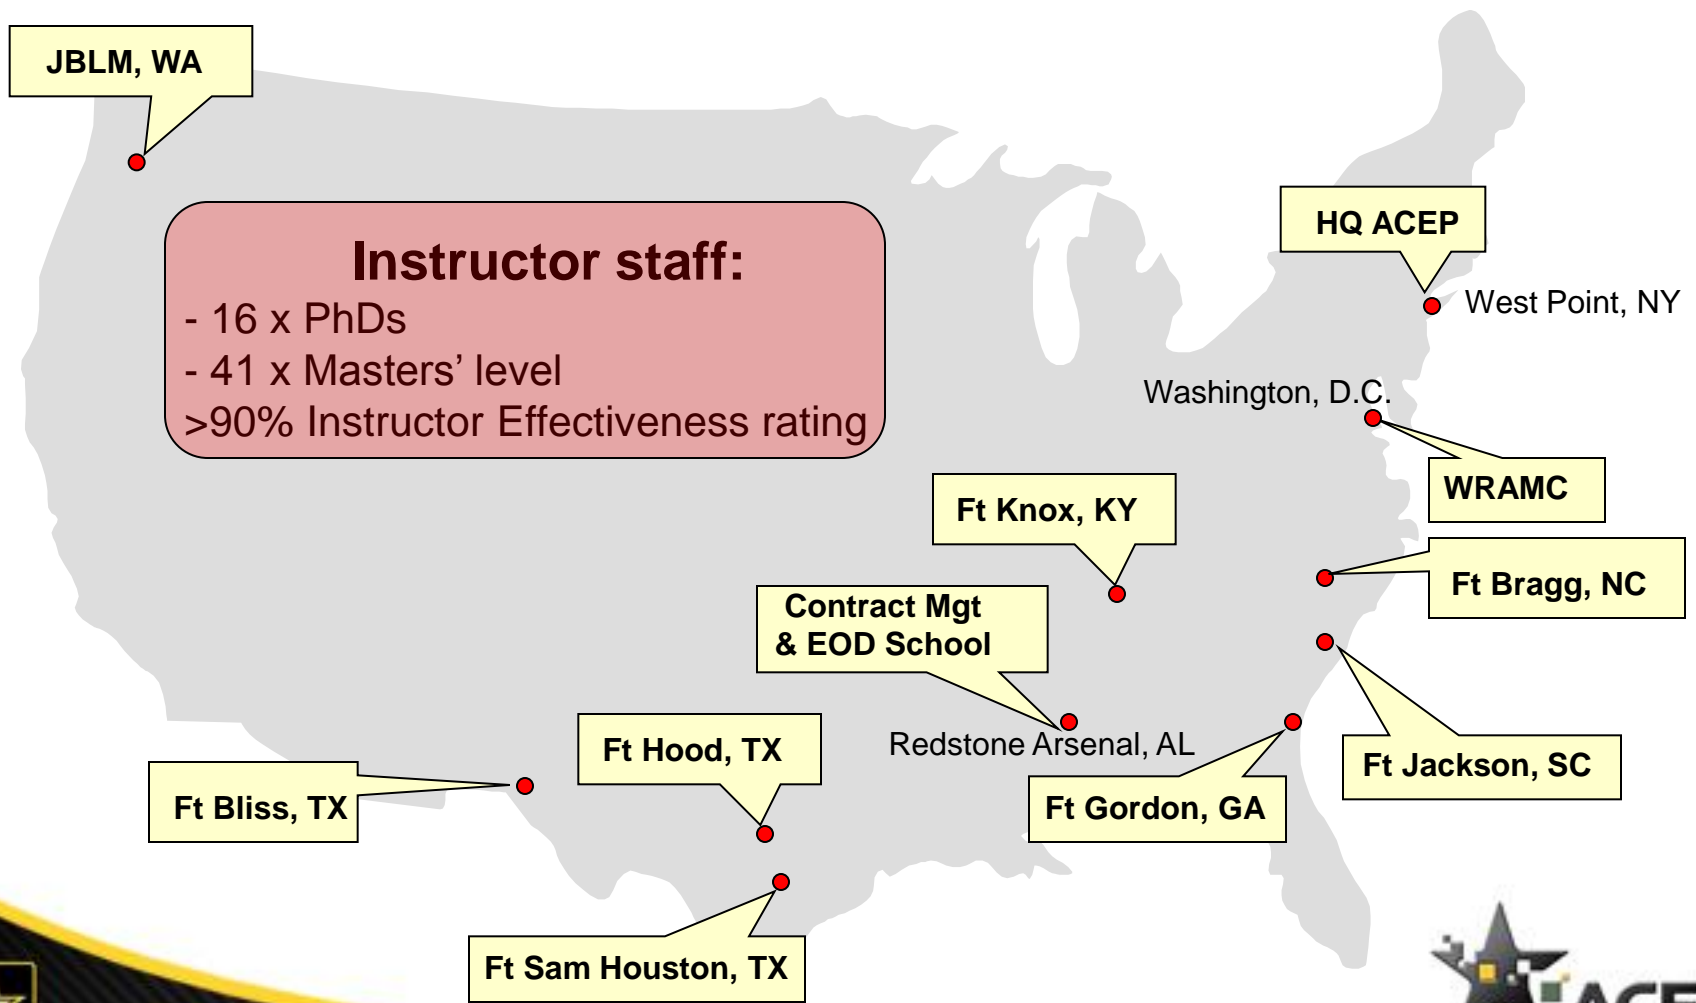 JBLM, WA
HQ ACEP
West Point, NY
Instructor staff:
- 16 x PhDs
- 41 x Masters’ level
>90% Instructor Effectiveness rating
Washington, D.C.
WRAMC
Ft Knox, KY
Ft Bragg, NC
Contract Mgt
& EOD School
Redstone Arsenal, AL
Ft Hood, TX
Ft Jackson, SC
Ft Bliss, TX
Ft Gordon, GA
Ft Sam Houston, TX